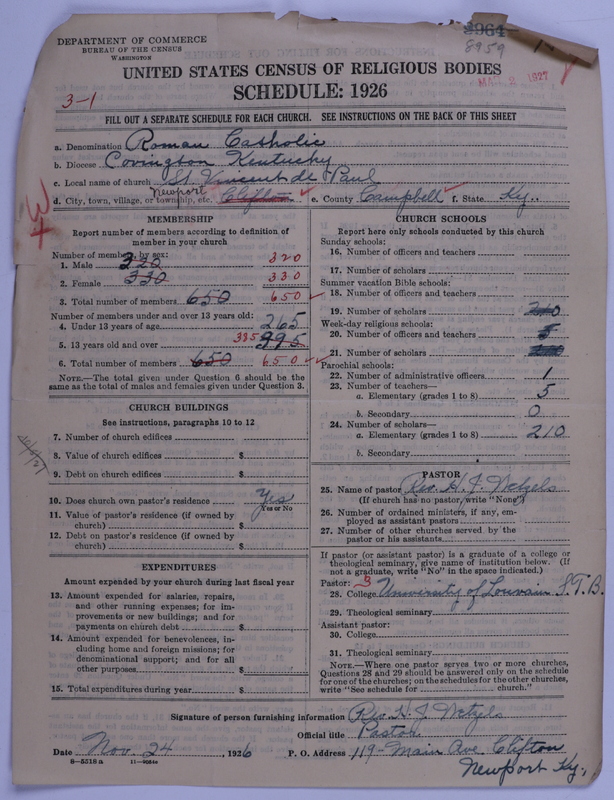 DEPARTMENT OF COMMERCE
BUREAU OF THE CENSUS
WASHINGTON
8964
8959
MAR 2 1927
UNITED STATES CENSUS OF RELIGIOUS BODIES
SCHEDULE: 1926
3-1
FILL OUT A SEPARATE SCHEDULE FOR EACH CHURCH. SEE INSTRUCTIONS ON THE BACK OF THIS SHEET
a. Denomination Roman Catholic
b. Diocese Covington Kentucky
c. Local name of church St. Vincent de Paul
d. City, town, village, or township, etc. Newport Clifton e. County Campbell f. State Ky.
MEMBERSHIP
Report number of members according to definition of member in your church
Number of members by sex:
1. Male 320 320
2. Female 330 330
3. Total number of members 650 650
Number of members under and over 13 years old:
4. Under 13 years of age 265
5. 13 years old and over 385 395
6. Total number of members 650 650
NOTE.—The total given under Question 6 should be the same as the total of males and females given under Question 3.
CHURCH BUILDINGS
See instructions, paragraphs 10 to 12
7. Number of church edifices
8. Value of church edifices $
9. Debt on church edifices $
10. Does church own pastor's residence Yes
Yes or No
11. Value of pastor's residence (if owned by church) $
12. Debt on pastor's residence (if owned by church) $
EXPENDITURES
Amount expended by your church during last fiscal year
13. Amount expended for salaries, repairs, and other running expenses; for improvements or new buildings; and for payments on church debt $
14. Amount expended for benevolences, including home and foreign missions; for denominational support; and for all other purposes $
15. Total expenditures during year $
CHURCH SCHOOLS
Report here only schools conducted by this church
Sunday schools:
16. Number of officers and teachers
17. Number of scholars
Summer vacation Bible schools:
18. Number of officers and teachers
19. Number of scholars 210
Week-day religious schools:
20. Number of officers and teachers 5
21. Number of scholars
Parochial schools:
22. Number of administrative officers 1
23. Number of teachers—
a. Elementary (grades 1 to 8) 5
b. Secondary 0
24. Number of scholars—
a. Elementary (grades 1 to 8) 210
b. Secondary
PASTOR
25. Name of pastor Rev. H. J. Wetzels
(If church has no pastor, write "None")
26. Number of ordained ministers, if any, employed as assistant pastors
27. Number of other churches served by the pastor or his assistants
If pastor (or assistant pastor) is a graduate of a college or theological seminary, give name of institution below. (If not a graduate, write "No" in the space indicated.)
Pastor: 3
28. College University of Louvain S.T.B.
29. Theological seminary
Assistant pastor:
30. College
31. Theological seminary
NOTE.—Where one pastor serves two or more churches, Questions 28 and 29 should be answered only on the schedule for one of the churches; on the schedules for the other churches, write "See schedule for church."
Signature of person furnishing information Rev. H J Wetzels
Official title Pastor
Date Nov. 24, 1926 P. O. Address 119 - Main Ave Clifton
Newport Ky.
8—5518 a 11—9064